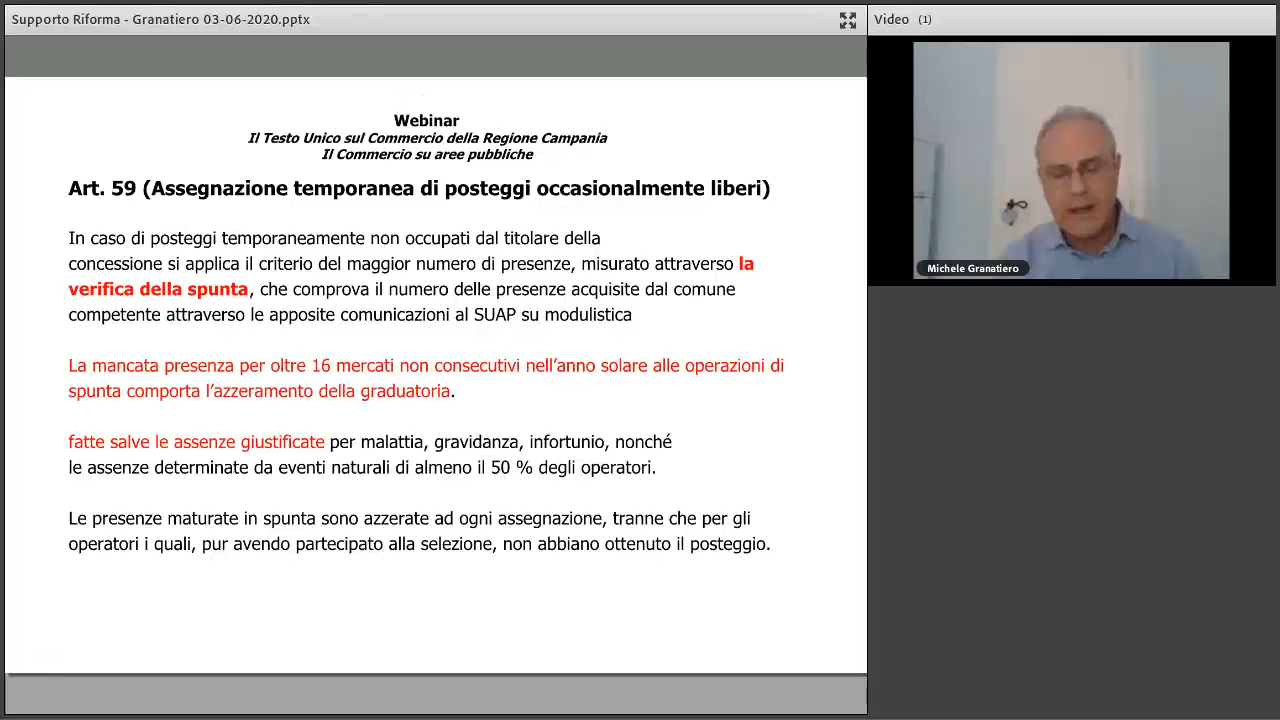 Supporto Riforma - Granatiero 03-06-2020.pptx
Video (1)
Webinar
Il Testo Unico sul Commercio della Regione Campania
Il Commercio su aree pubbliche
Art. 59 (Assegnazione temporanea di posteggi occasionalmente liberi)
In caso di posteggi temporaneamente non occupati dal titolare della
concessione si applica il criterio del maggior numero di presenze, misurato attraverso la
verifica della spunta, che comprova il numero delle presenze acquisite dal comune
competente attraverso le apposite comunicazioni al SUAP su modulistica
La mancata presenza per oltre 16 mercati non consecutivi nell’anno solare alle operazioni di
spunta comporta l’azzeramento della graduatoria.
fatte salve le assenze giustificate per malattia, gravidanza, infortunio, nonché
le assenze determinate da eventi naturali di almeno il 50 % degli operatori.
Le presenze maturate in spunta sono azzerate ad ogni assegnazione, tranne che per gli
operatori i quali, pur avendo partecipato alla selezione, non abbiano ottenuto il posteggio.
Michele Granatiero